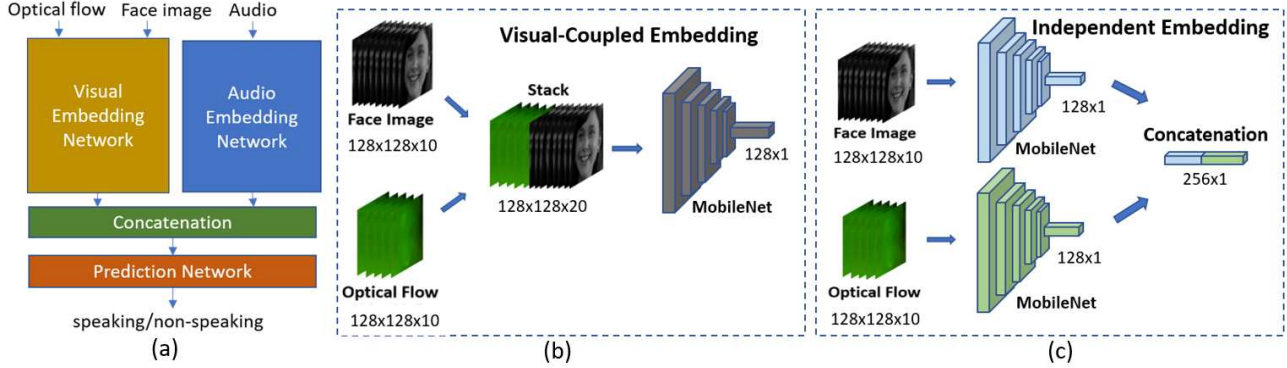 Optical flow
Face image
Audio
Visual
Embedding
Network
Audio
Embedding
Network
Concatenation
Prediction Network
speaking/non-speaking
(a)
Visual-Coupled Embedding
Face Image
128x128x10
Stack
128x128x20
128x1
MobileNet
Optical Flow
128x128x10
(b)
Independent Embedding
Face Image
128x128x10
128x1
MobileNet
Concatenation
256x1
Optical Flow
128x128x10
128x1
MobileNet
(c)